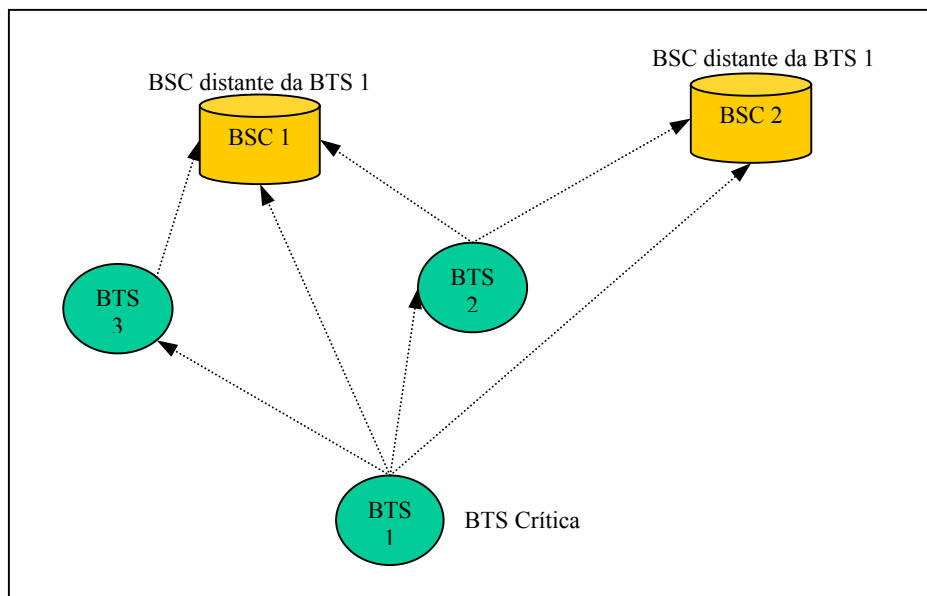 BSC distante da BTS 1
BSC distante da BTS 1
BSC 1
BSC 2
BTS
2
BTS
3
BTS
1
BTS Crítica